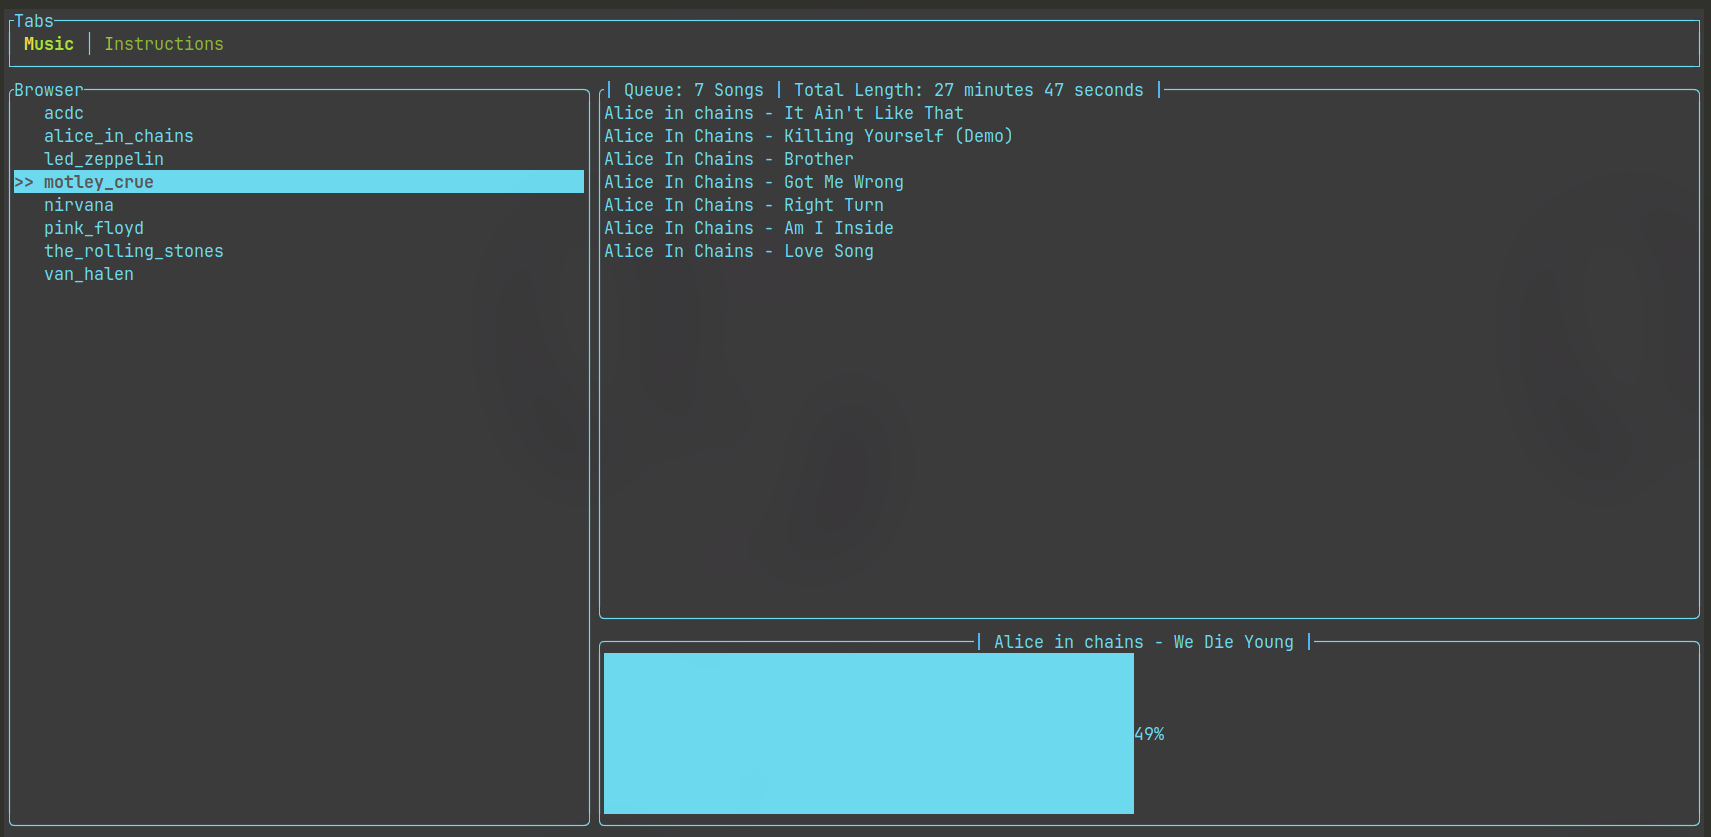 Tabs
Music │ Instructions
Browser
acdc
alice_in_chains
led_zeppelin
>> motley_crue
nirvana
pink_floyd
the_rolling_stones
van_halen
| Queue: 7 Songs | Total Length: 27 minutes 47 seconds |
Alice in chains - It Ain't Like That
Alice In Chains - Killing Yourself (Demo)
Alice In Chains - Brother
Alice In Chains - Got Me Wrong
Alice In Chains - Right Turn
Alice In Chains - Am I Inside
Alice In Chains - Love Song
| Alice in chains - We Die Young |
49%